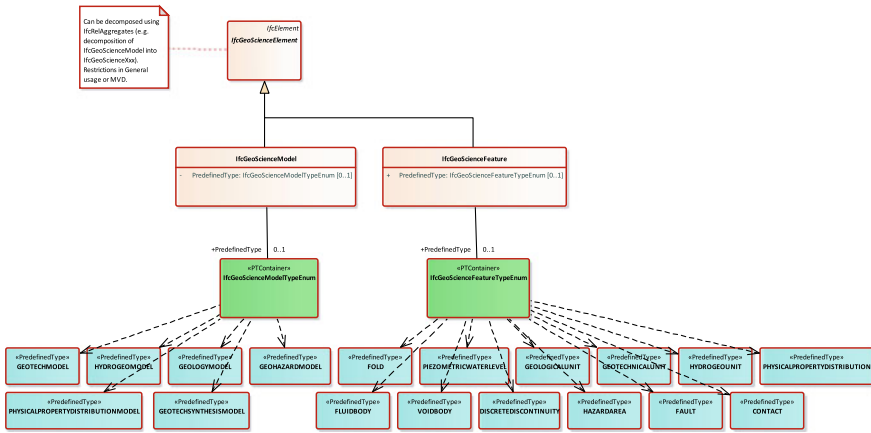 Can be decomposed using
IfcRelAggregates (e.g.
decomposition of
IfcGeoScienceModel into
IfcGeoScienceXxx).
Restrictions in General
usage or MVD.
IfcElement
IfcGeoScienceElement
IfcGeoScienceModel
- PredefinedType: IfcGeoScienceModelTypeEnum [0..1]
IfcGeoScienceFeature
+ PredefinedType: IfcGeoScienceFeatureTypeEnum [0..1]
+PredefinedType 0..1
+PredefinedType 0..1
«PTContainer»
IfcGeoScienceModelTypeEnum
«PTContainer»
IfcGeoScienceFeatureTypeEnum
«PredefinedType»
GEOTECHMODEL
«PredefinedType»
HYDROGEOMODEL
«PredefinedType»
GEOLOGYMODEL
«PredefinedType»
GEOHAZARDMODEL
«PredefinedType»
FOLD
«PredefinedType»
PIEZOMETRICWATERLEVEL
«PredefinedType»
GEOLOGICALUNIT
«PredefinedType»
GEOTECHNICALUNIT
«PredefinedType»
HYDROGEOUNIT
«PredefinedType»
PHYSICALPROPERTYDISTRIBUTION
«PredefinedType»
PHYSICALPROPERTYDISTRIBUTIONMODEL
«PredefinedType»
GEOTECHSYNTHESISMODEL
«PredefinedType»
FLUIDBODY
«PredefinedType»
VOIDBODY
«PredefinedType»
DISCRETEDISCONTINUITY
«PredefinedType»
HAZARDAREA
«PredefinedType»
FAULT
«PredefinedType»
CONTACT